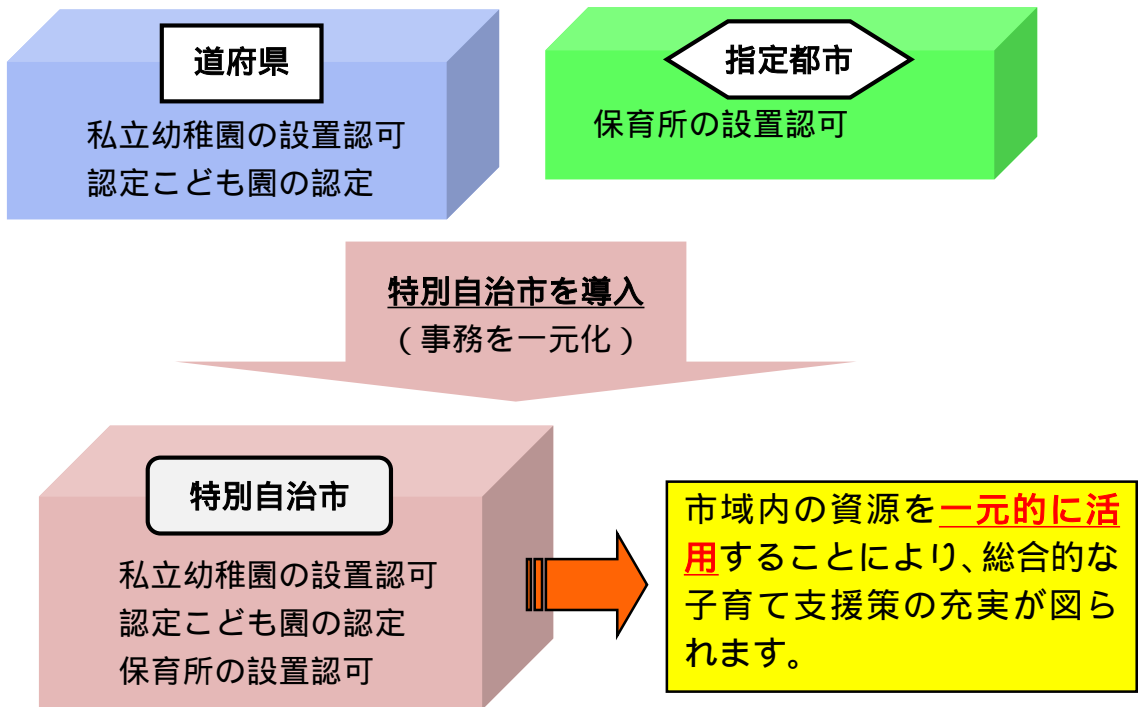 道府県
私立幼稚園の設置認可
認定こども園の認定
指定都市
保育所の設置認可
特別自治市を導入
(事務を一元化)
特別自治市
私立幼稚園の設置認可
認定こども園の認定
保育所の設置認可
市域内の資源を一元的に活
用することにより、総合的な
子育て支援策の充実が図ら
れます。